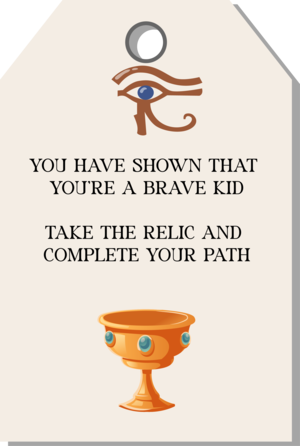 YOU HAVE SHOWN THAT
YOU'RE A BRAVE KID
TAKE THE RELIC AND
COMPLETE YOUR PATH